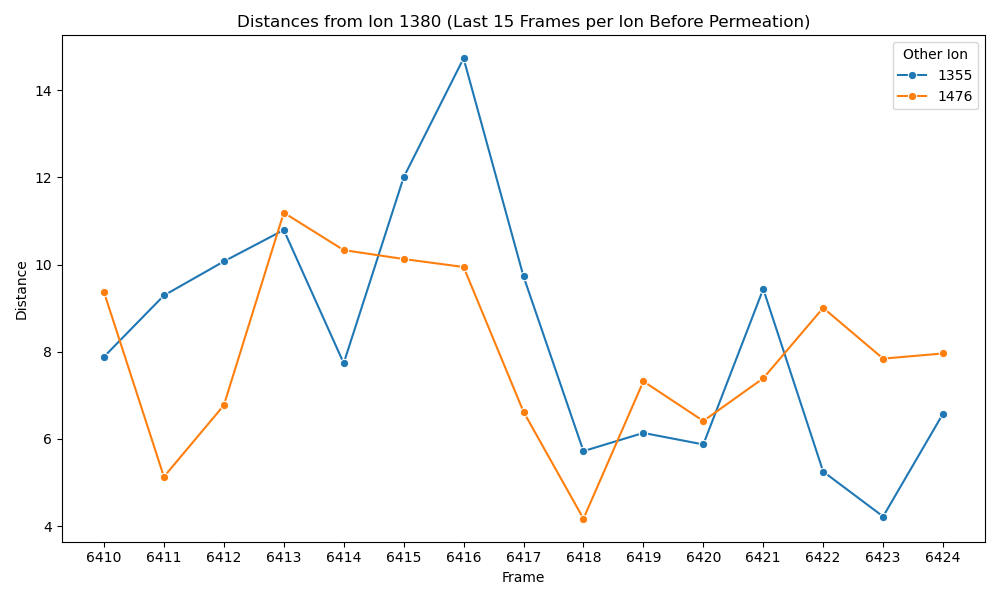 Distances from Ion 1380 (Last 15 Frames per Ion Before Permeation)
Other Ion
1355
1476
Distance
14
12
10
8
6
4
6410 6411 6412 6413 6414 6415 6416 6417 6418 6419 6420 6421 6422 6423 6424
Frame